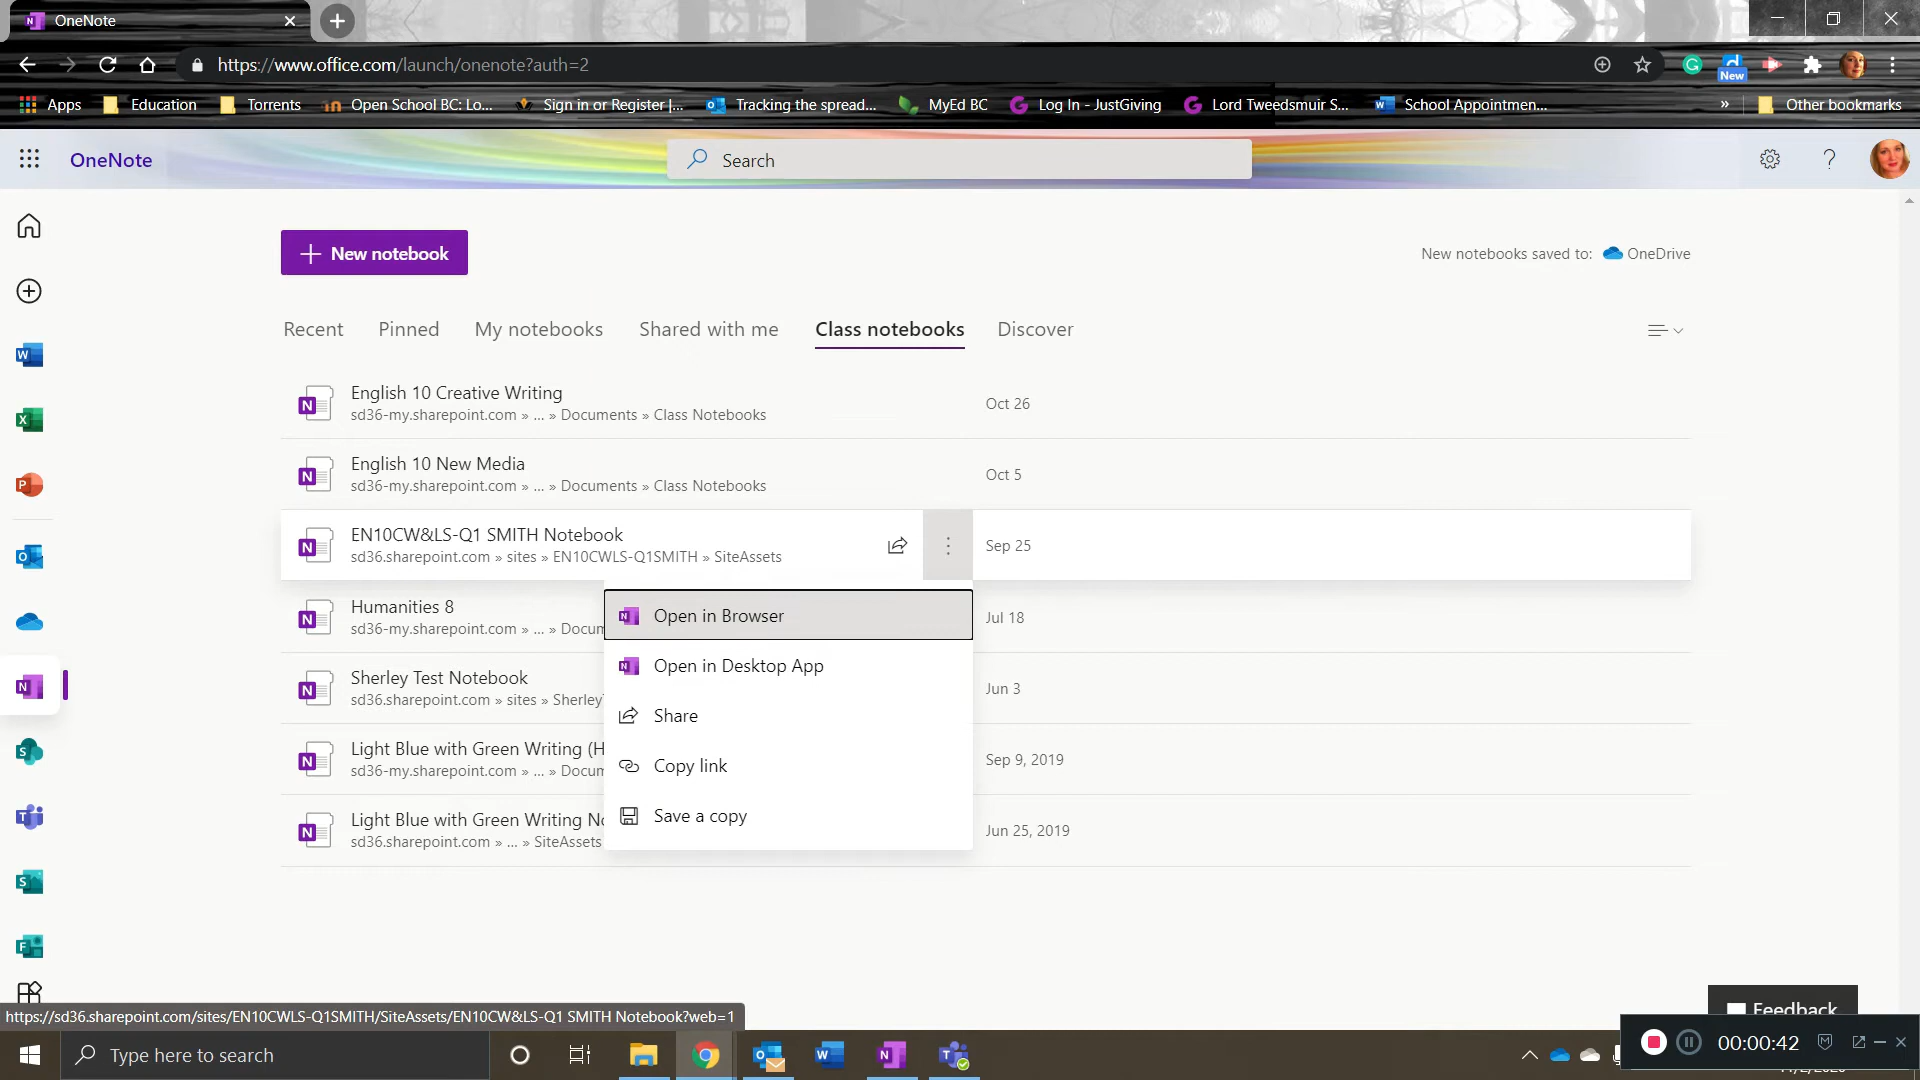 OneNote
https://www.office.com/launch/onenote?auth=2
New
Apps Education Torrents Open School BC: Lo... Sign in or Register |... Tracking the spread... MyEd BC Log In - JustGiving Lord Tweedsmuir S... School Appointmen... » Other bookmarks
OneNote
Search
New notebook
New notebooks saved to: OneDrive
Recent Pinned My notebooks Shared with me Class notebooks Discover
English 10 Creative Writing
sd36-my.sharepoint.com » ... » Documents » Class Notebooks
Oct 26
English 10 New Media
sd36-my.sharepoint.com » ... » Documents » Class Notebooks
Oct 5
EN10CW&LS-Q1 SMITH Notebook
sd36.sharepoint.com » sites » EN10CWLS-Q1SMITH » SiteAssets
Sep 25
Humanities 8
sd36-my.sharepoint.com » ... » Docum
Jul 18
Sherley Test Notebook
sd36.sharepoint.com » sites » Sherley
Jun 3
Light Blue with Green Writing (H
sd36-my.sharepoint.com » ... » Docum
Sep 9, 2019
Light Blue with Green Writing No
sd36.sharepoint.com » ... » SiteAssets
Jun 25, 2019
Open in Browser
Open in Desktop App
Share
Copy link
Save a copy
Feedback
https://sd36.sharepoint.com/sites/EN10CWLS-Q1SMITH/SiteAssets/EN10CW&LS-Q1 SMITH Notebook?web=1
Type here to search
00:00:42